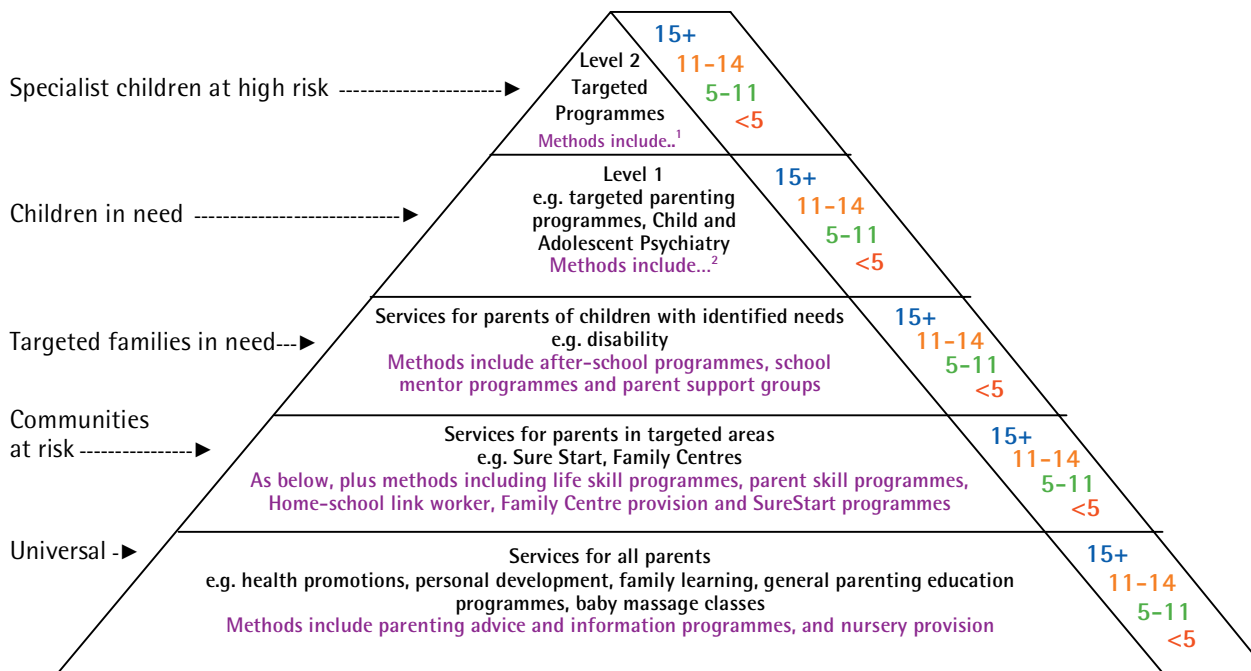 Specialist children at high risk
Level 2
Targeted
Programmes
Methods include..1
15+
11-14
5-11
<5
Children in need
Level 1
e.g. targeted parenting
programmes, Child and
Adolescent Psychiatry
Methods include...2
15+
11-14
5-11
<5
Targeted families in need
Services for parents of children with identified needs
e.g. disability
Methods include after-school programmes, school
mentor programmes and parent support groups
15+
11-14
5-11
<5
Communities
at risk
Services for parents in targeted areas
e.g. Sure Start, Family Centres
As below, plus methods including life skill programmes, parent skill programmes,
Home-school link worker, Family Centre provision and SureStart programmes
15+
11-14
5-11
<5
Universal
Services for all parents
e.g. health promotions, personal development, family learning, general parenting education
programmes, baby massage classes
Methods include parenting advice and information programmes, and nursery provision
15+
11-14
5-11
<5